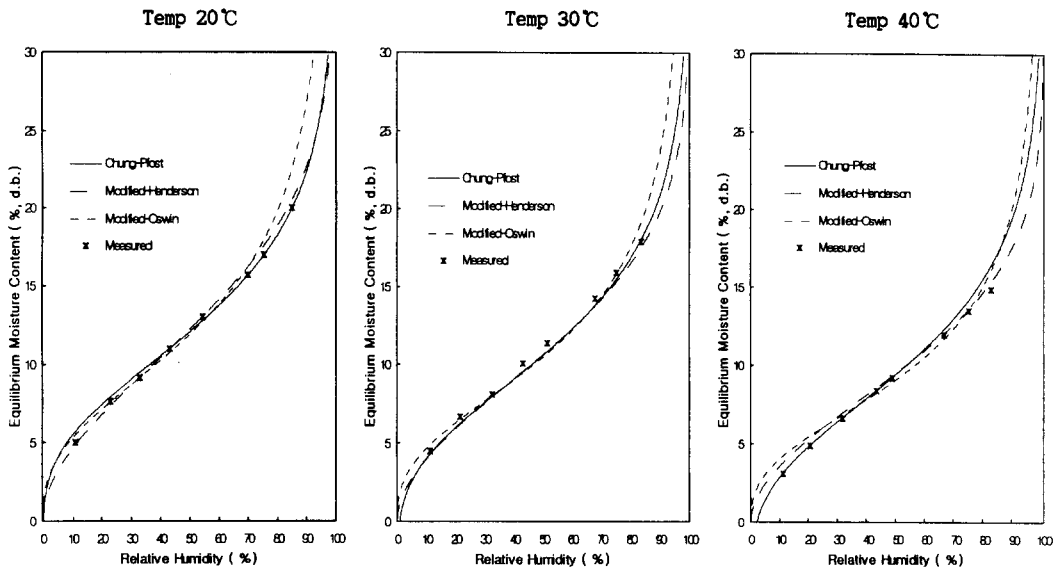 Temp 20℃
Equilibrium Moisture Content ( %, d.b.)
30
25
20
15
10
5
0
Chung-Pfost
Modified-Henderson
Modified-Oswin
Measured
0 10 20 30 40 50 60 70 80 90 100
Relative Humidity ( %)
Temp 30℃
Equilibrium Moisture Content ( %, d.b.)
30
25
20
15
10
5
0
Chung-Pfost
Modified-Henderson
Modified-Oswin
Measured
0 10 20 30 40 50 60 70 80 90 100
Relative Humidity ( %)
Temp 40℃
Equilibrium Moisture Content ( %, d.b.)
30
25
20
15
10
5
0
Chung-Pfost
Modified-Henderson
Modified-Oswin
Measured
0 10 20 30 40 50 60 70 80 90 100
Relative Humidity ( %)